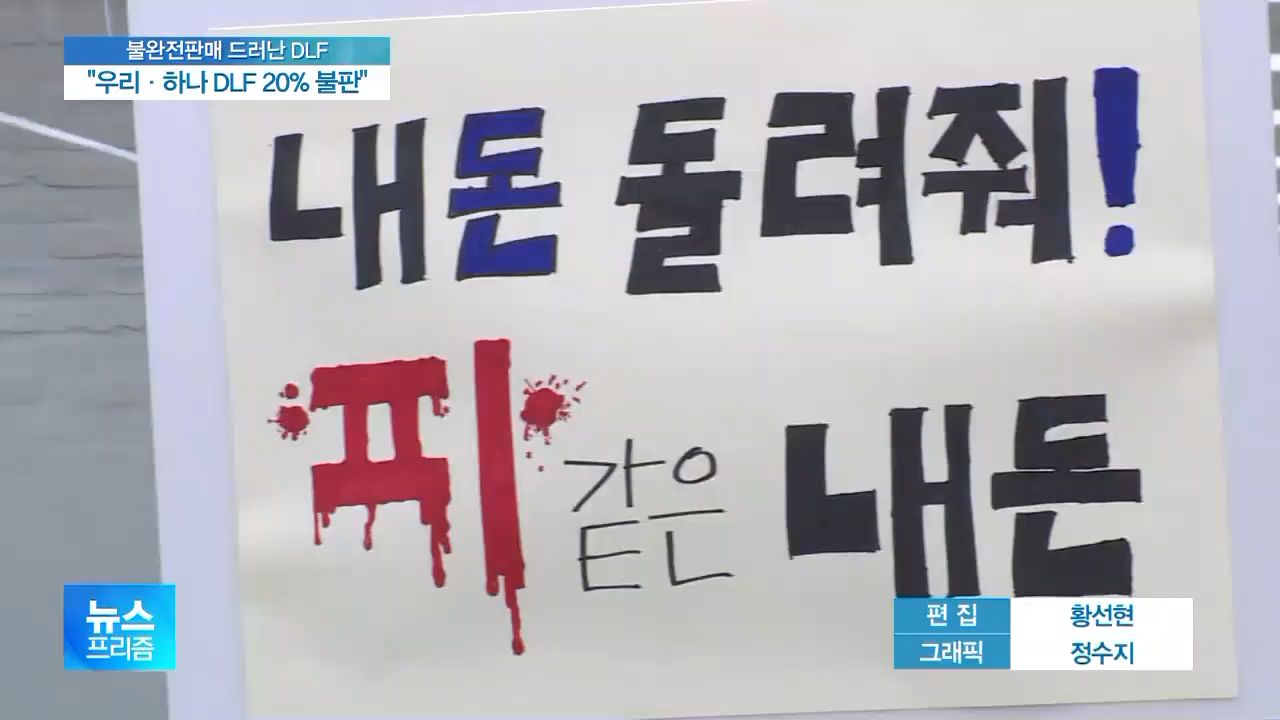 불완전판매 드러난 DLF
"우리·하나 DLF 20% 불판"
내돈 돌려줘!
피 같은 내돈
뉴스
프리즘
편 집 황선현
그래픽 정수지